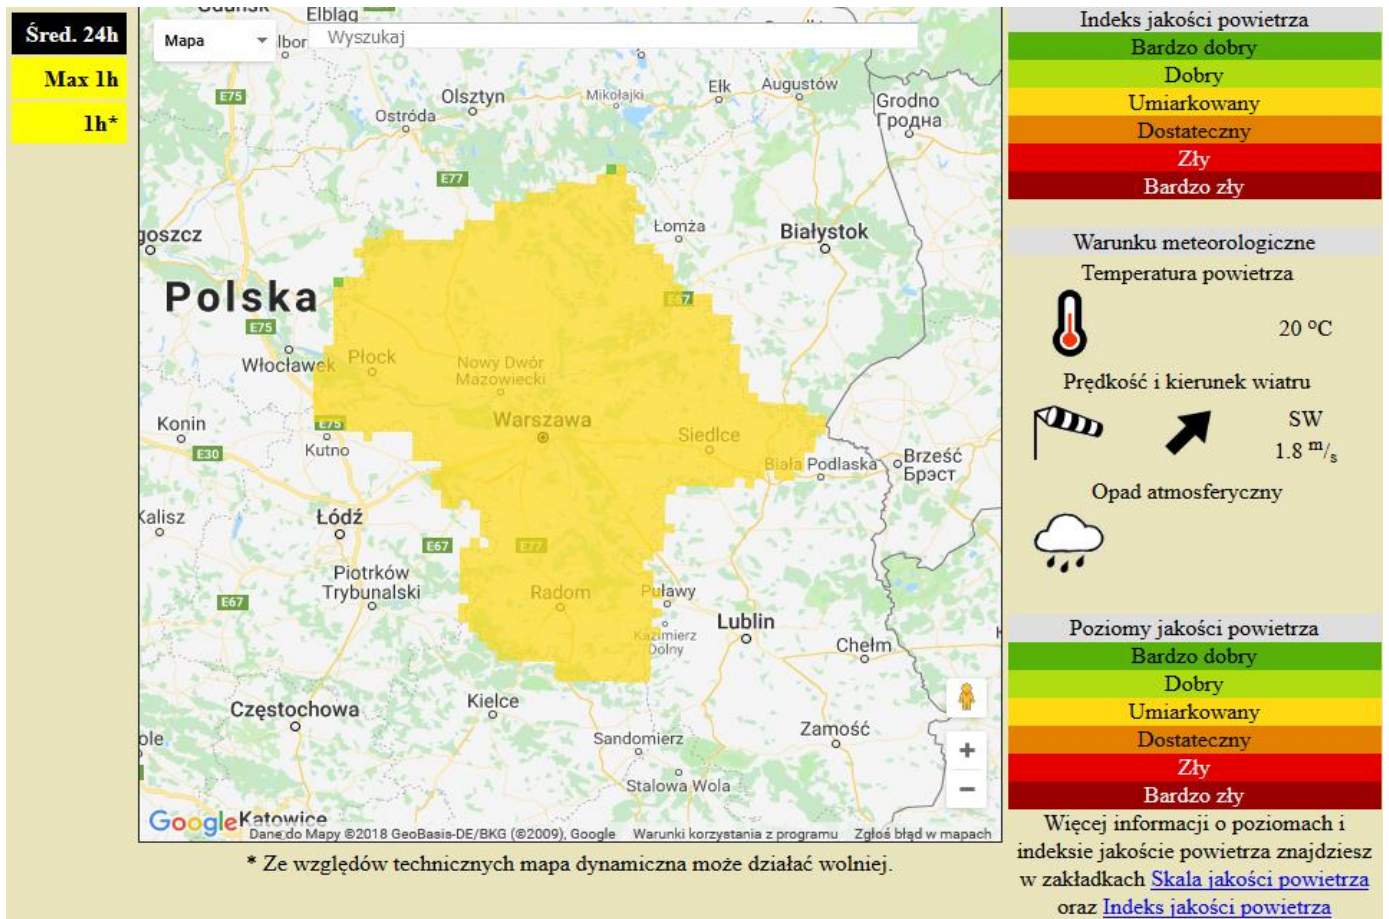 Śred. 24h
Max 1h
1h*
Mapa
Wyszukaj
Elbląg
E75
Olsztyn
Ostróda
Mikołajki
Ełk
Augustów
Grodno
Гродна
E77
Łomża
Białystok
goszcz
Polska
E67
E75
Włocławek
Płock
Nowy Dwór
Mazowiecki
Konin
E75
Warszawa
Siedlce
E30
Kutno
Biała Podlaska
Brześć
Брэст
Kalisz
Łódź
E67
E77
Piotrków
Trybunalski
E67
Radom
Puławy
Kazimierz
Dolny
Lublin
Chełm
Kielce
Częstochowa
ole
Sandomierz
Zamość
Stalowa Wola
+
−
Google
Katowice
Dane do Mapy ©2018 GeoBasis-DE/BKG (©2009), Google
Warunki korzystania z programu
Zgłoś błąd w mapach
* Ze względów technicznych mapa dynamiczna może działać wolniej.
Indeks jakości powietrza
Bardzo dobry
Dobry
Umiarkowany
Dostateczny
Zły
Bardzo zły
Warunku meteorologiczne
Temperatura powietrza
20 °C
Prędkość i kierunek wiatru
SW
1.8 m/s
Opad atmosferyczny
Poziomy jakości powietrza
Bardzo dobry
Dobry
Umiarkowany
Dostateczny
Zły
Bardzo zły
Więcej informacji o poziomach i
indeksie jakoście powietrza znajdziesz
w zakładkach Skala jakości powietrza
oraz Indeks jakości powietrza